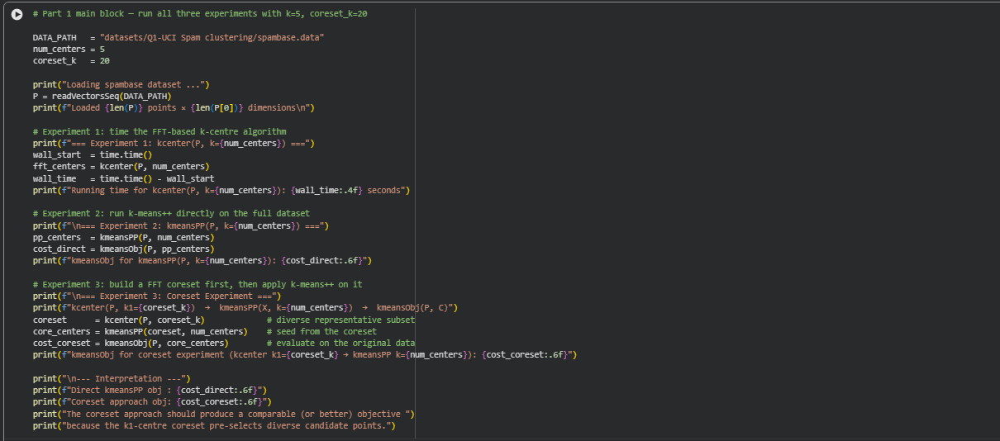 # Part 1 main block — run all three experiments with k=5, coreset_k=20
DATA_PATH   = "datasets/Q1-UCI Spam clustering/spambase.data"
num_centers = 5
coreset_k   = 20
print("Loading spambase dataset ...")
P = readVectorsSeq(DATA_PATH)
print(f"Loaded {len(P)} points × {len(P[0])} dimensions\n")
# Experiment 1: time the FFT-based k-centre algorithm
print(f"=== Experiment 1: kcenter(P, k={num_centers}) ===")
wall_start  = time.time()
fft_centers = kcenter(P, num_centers)
wall_time   = time.time() - wall_start
print(f"Running time for kcenter(P, k={num_centers}): {wall_time:.4f} seconds")
# Experiment 2: run k-means++ directly on the full dataset
print(f"\n=== Experiment 2: kmeansPP(P, k={num_centers}) ===")
pp_centers  = kmeansPP(P, num_centers)
cost_direct = kmeansObj(P, pp_centers)
print(f"kmeansObj for kmeansPP(P, k={num_centers}): {cost_direct:.6f}")
# Experiment 3: build a FFT coreset first, then apply k-means++ on it
print(f"\n=== Experiment 3: Coreset Experiment ===")
print(f"kcenter(P, k1={coreset_k})  →  kmeansPP(X, k={num_centers})  →  kmeansObj(P, C)")
coreset      = kcenter(P, coreset_k)            # diverse representative subset
core_centers = kmeansPP(coreset, num_centers)   # seed from the coreset
cost_coreset = kmeansObj(P, core_centers)       # evaluate on the original data
print(f"kmeansObj for coreset experiment (kcenter k1={coreset_k} → kmeansPP k={num_centers}): {cost_coreset:.6f}")
print("\n--- Interpretation ---")
print(f"Direct kmeansPP obj : {cost_direct:.6f}")
print(f"Coreset approach obj: {cost_coreset:.6f}")
print("The coreset approach should produce a comparable (or better) objective ")
print("because the k1-centre coreset pre-selects diverse candidate points.")